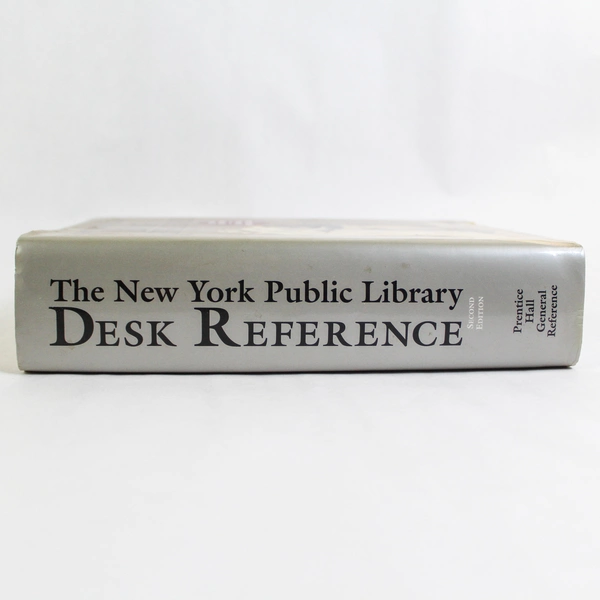 The New York Public Library
DESK REFERENCE
SECOND
EDITION
Prentice
Hall
General
Reference